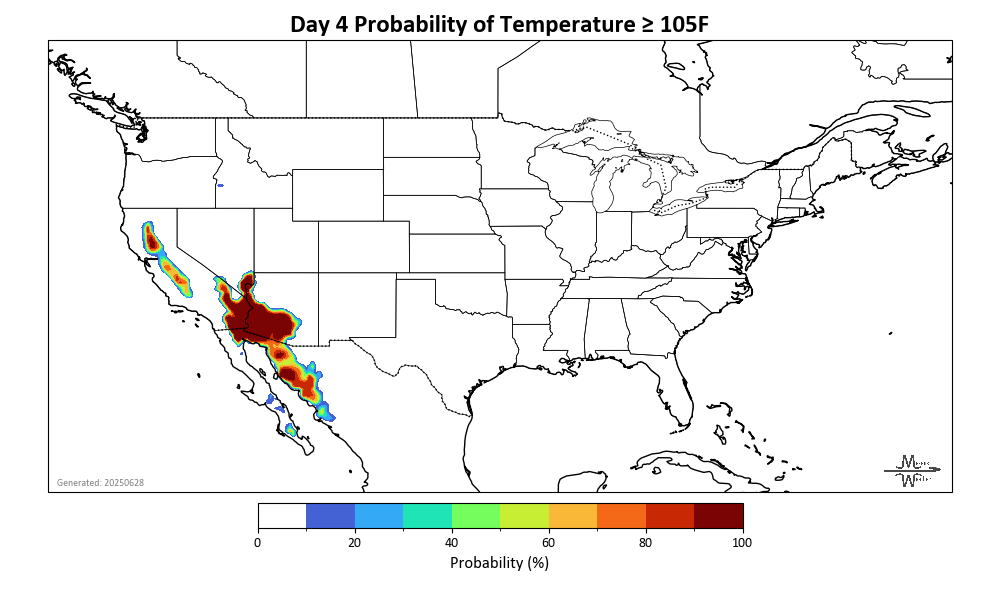 Day 4 Probability of Temperature ≥ 105F
Generated: 20250628
0 20 40 60 80 100
Probability (%)